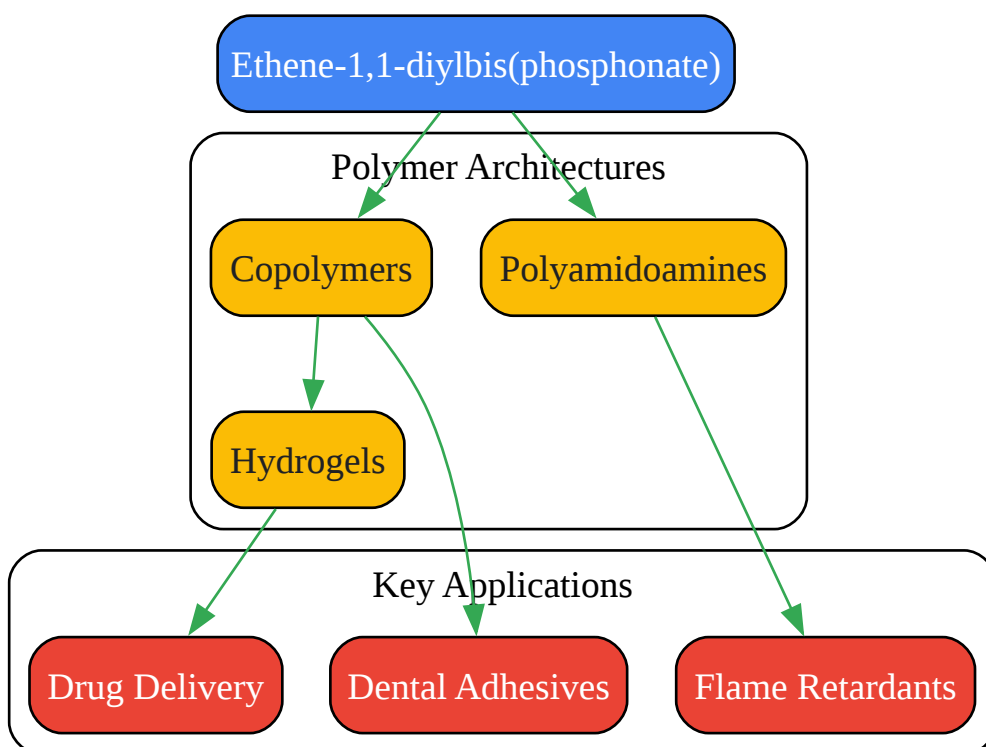 Ethene-1,1-diylbis(phosphonate)
Polymer Architectures
Copolymers
Polyamidoamines
Hydrogels
Key Applications
Drug Delivery
Dental Adhesives
Flame Retardants